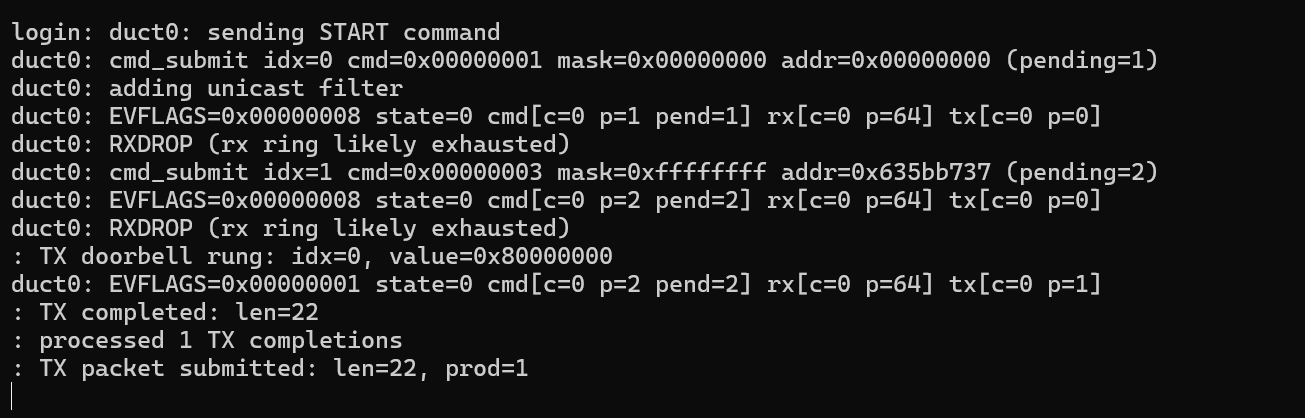 login: duct0: sending START command
duct0: cmd_submit idx=0 cmd=0x00000001 mask=0x00000000 addr=0x00000000 (pending=1)
duct0: adding unicast filter
duct0: EVFLAGS=0x00000008 state=0 cmd[c=0 p=1 pend=1] rx[c=0 p=64] tx[c=0 p=0]
duct0: RXDROP (rx ring likely exhausted)
duct0: cmd_submit idx=1 cmd=0x00000003 mask=0xffffffff addr=0x635bb737 (pending=2)
duct0: EVFLAGS=0x00000008 state=0 cmd[c=0 p=2 pend=2] rx[c=0 p=64] tx[c=0 p=0]
duct0: RXDROP (rx ring likely exhausted)
: TX doorbell rung: idx=0, value=0x80000000
duct0: EVFLAGS=0x00000001 state=0 cmd[c=0 p=2 pend=2] rx[c=0 p=64] tx[c=0 p=1]
: TX completed: len=22
: processed 1 TX completions
: TX packet submitted: len=22, prod=1